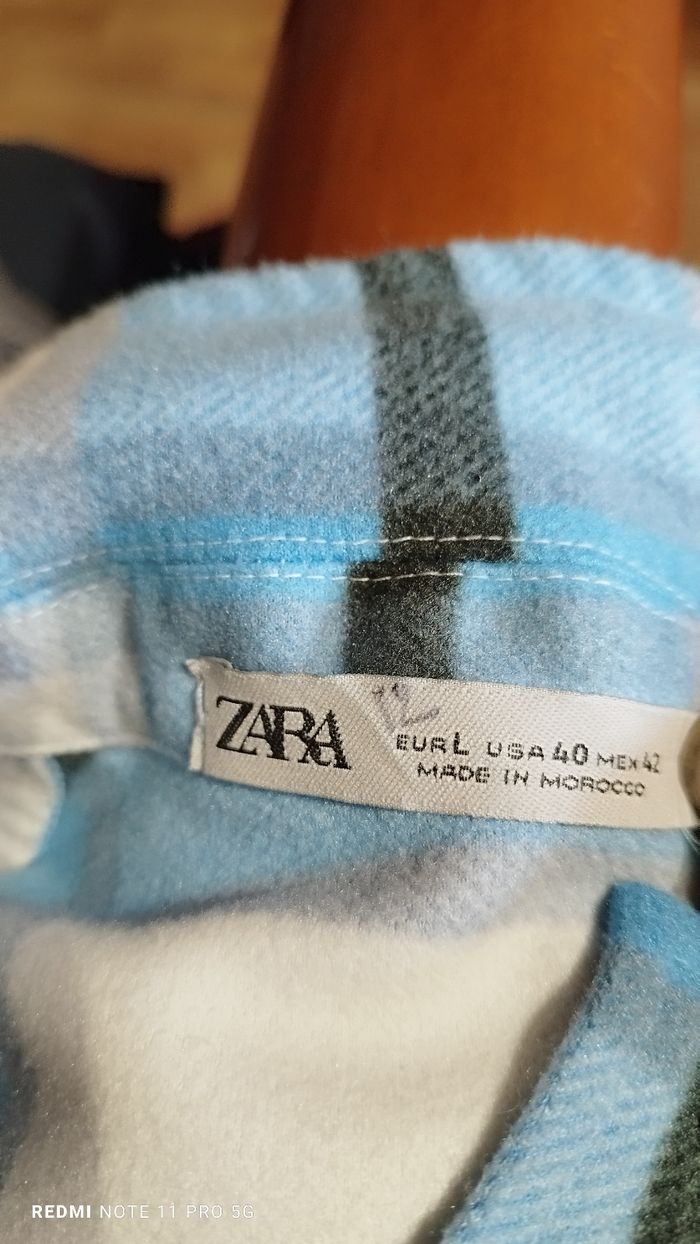 ZARA
EUR L USA 40 MEX 42
MADE IN MOROCCO
REDMI NOTE 11 PRO 5G